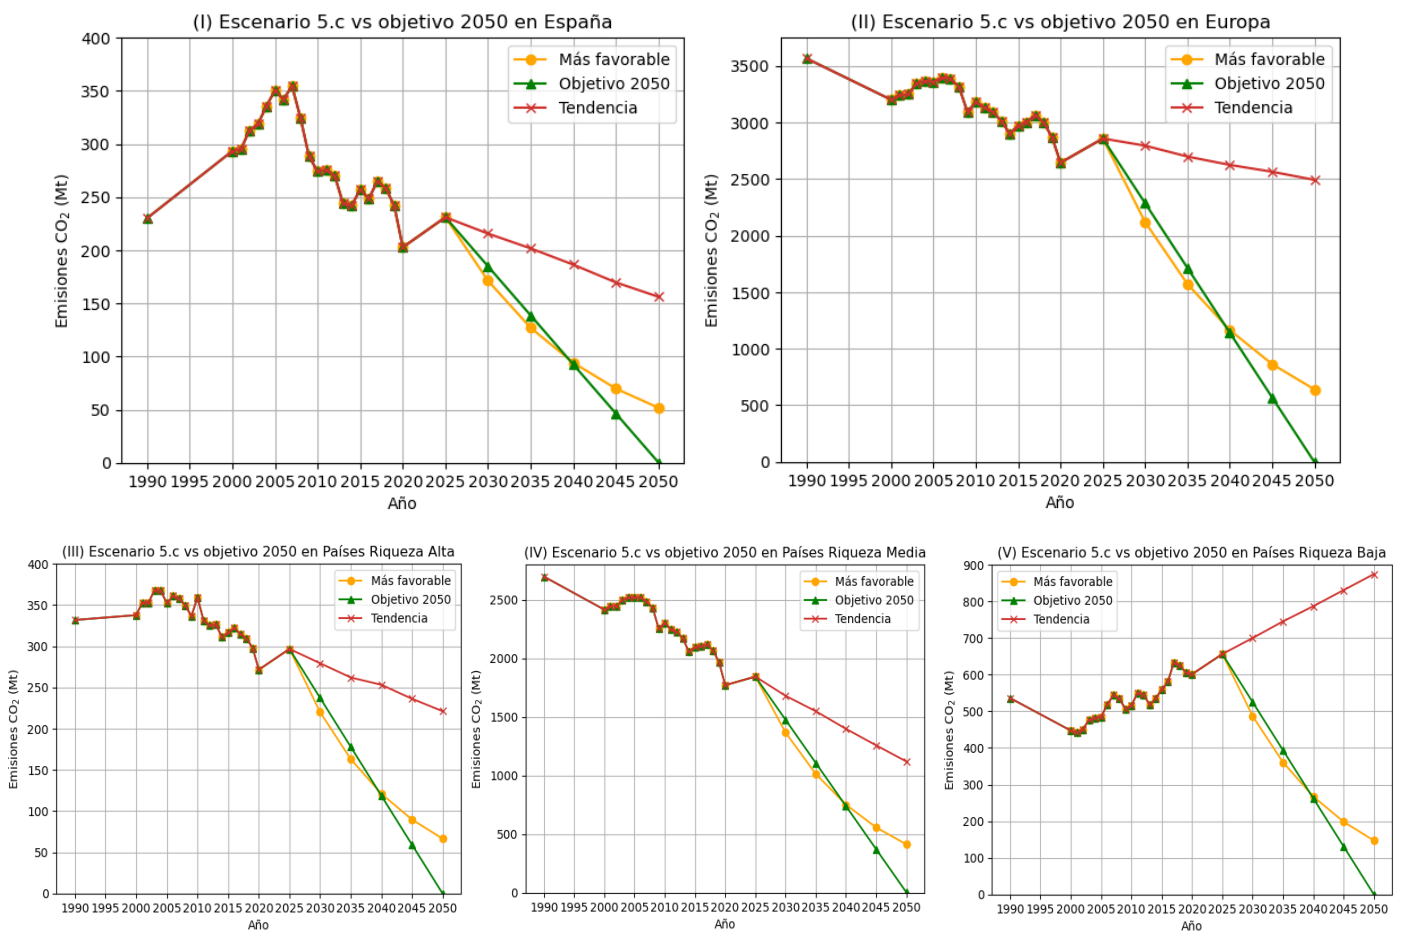 (I) Escenario 5.c vs objetivo 2050 en España
400
350
300
250
200
150
100
50
0
Emisiones CO₂ (Mt)
Más favorable
Objetivo 2050
Tendencia
1990 1995 2000 2005 2010 2015 2020 2025 2030 2035 2040 2045 2050
Año
(II) Escenario 5.c vs objetivo 2050 en Europa
3500
3000
2500
2000
1500
1000
500
0
Emisiones CO₂ (Mt)
Más favorable
Objetivo 2050
Tendencia
1990 1995 2000 2005 2010 2015 2020 2025 2030 2035 2040 2045 2050
Año
(III) Escenario 5.c vs objetivo 2050 en Países Riqueza Alta
400
350
300
250
200
150
100
50
0
Emisiones CO₂ (Mt)
Más favorable
Objetivo 2050
Tendencia
1990 1995 2000 2005 2010 2015 2020 2025 2030 2035 2040 2045 2050
Año
(IV) Escenario 5.c vs objetivo 2050 en Países Riqueza Media
2500
2000
1500
1000
500
0
Emisiones CO₂ (Mt)
Más favorable
Objetivo 2050
Tendencia
1990 1995 2000 2005 2010 2015 2020 2025 2030 2035 2040 2045 2050
Año
(V) Escenario 5.c vs objetivo 2050 en Países Riqueza Baja
900
800
700
600
500
400
300
200
100
0
Emisiones CO₂ (Mt)
Más favorable
Objetivo 2050
Tendencia
1990 1995 2000 2005 2010 2015 2020 2025 2030 2035 2040 2045 2050
Año